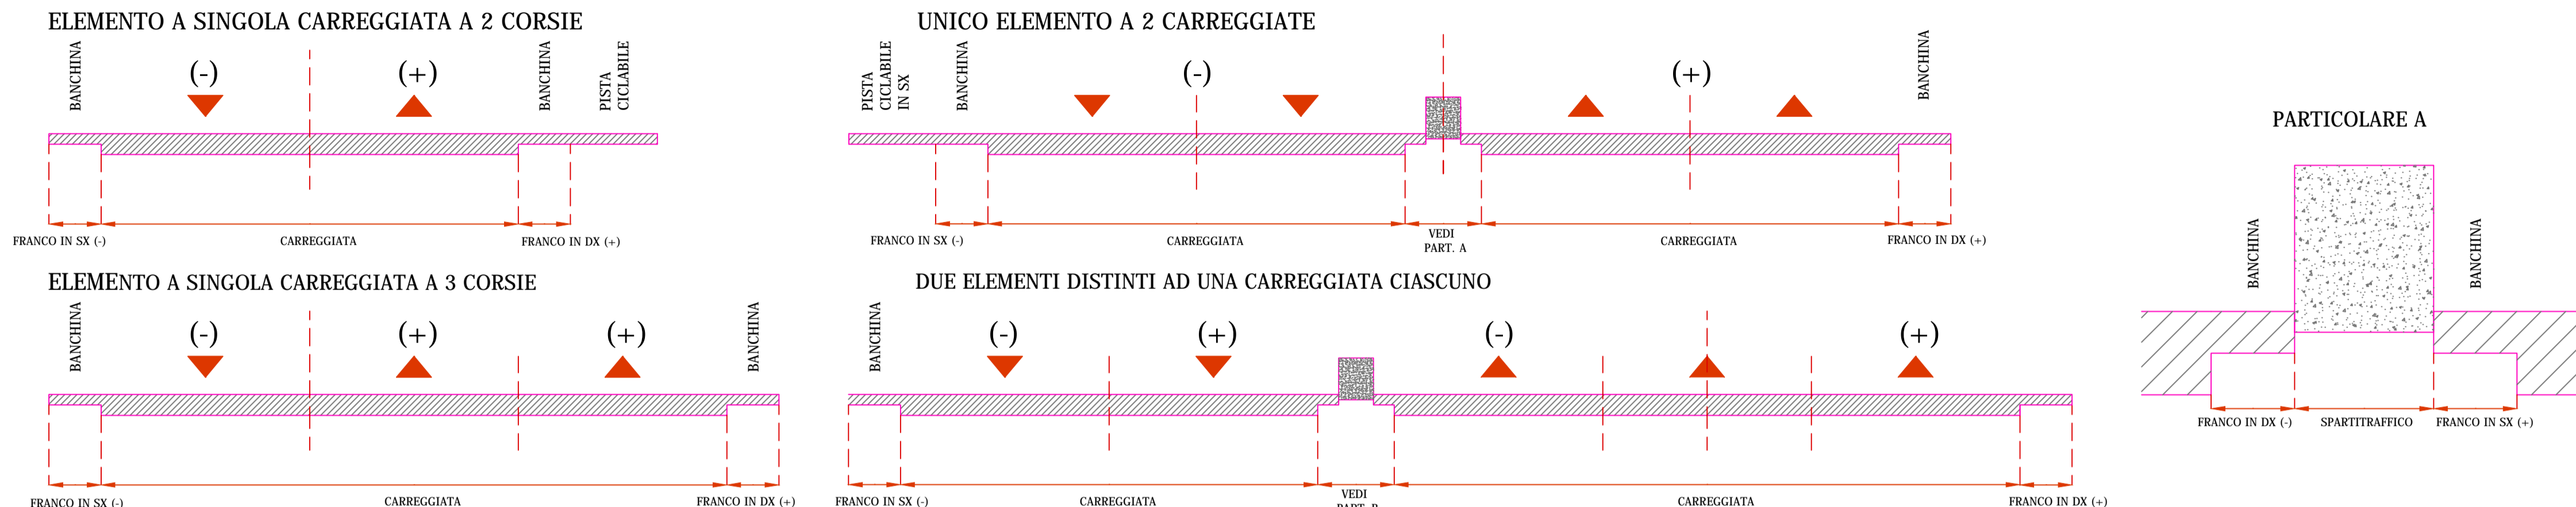 ELEMENTO A SINGOLA CARREGGIATA A 2 CORSIE
BANCHINA
(-)
(+)
BANCHINA
PISTA
CICLABILE
FRANCO IN SX (-)
CARREGGIATA
FRANCO IN DX (+)
UNICO ELEMENTO A 2 CARREGGIATE
PISTA
CICLABILE
IN SX
BANCHINA
(-)
(+)
BANCHINA
FRANCO IN SX (-)
CARREGGIATA
VEDI
PART. A
CARREGGIATA
FRANCO IN DX (+)
ELEMENTO A SINGOLA CARREGGIATA A 3 CORSIE
BANCHINA
(-)
(+)
(+)
BANCHINA
FRANCO IN SX (-)
CARREGGIATA
FRANCO IN DX (+)
DUE ELEMENTI DISTINTI AD UNA CARREGGIATA CIASCUNO
BANCHINA
(-)
(+)
(-)
(+)
FRANCO IN SX (-)
CARREGGIATA
VEDI
PART. B
CARREGGIATA
FRANCO IN DX (+)
PARTICOLARE A
BANCHINA
BANCHINA
FRANCO IN DX (-)
SPARTITRAFFICO
FRANCO IN SX (+)